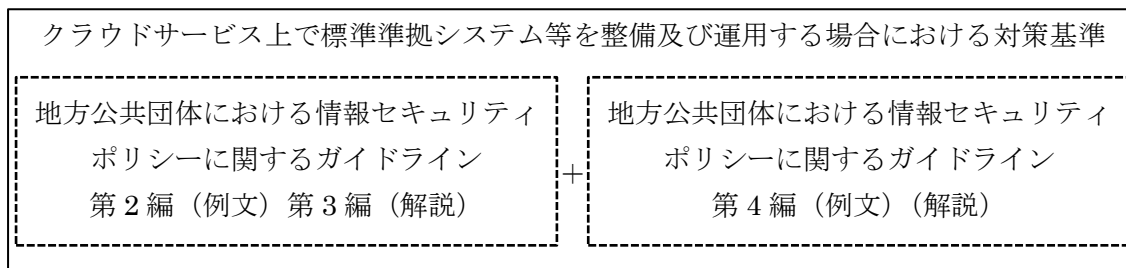 クラウドサービス上で標準準拠システム等を整備及び運用する場合における対策基準
地方公共団体における情報セキュリティ
ポリシーに関するガイドライン
第2編（例文）第3編（解説）
+
地方公共団体における情報セキュリティ
ポリシーに関するガイドライン
第4編（例文）（解説）